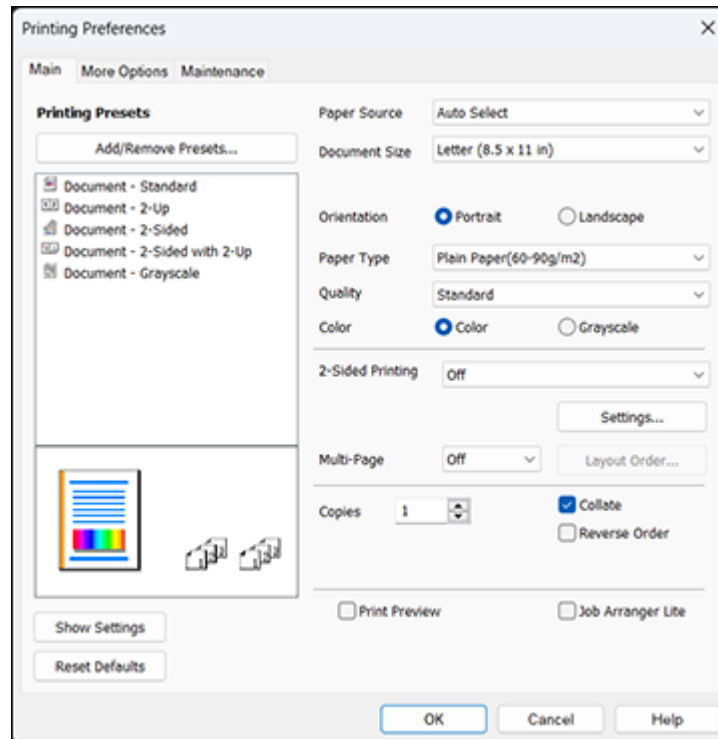 Printing Preferences
Main More Options Maintenance
Printing Presets
Add/Remove Presets...
Document - Standard
Document - 2-Up
Document - 2-Sided
Document - 2-Sided with 2-Up
Document - Grayscale
Show Settings
Reset Defaults
Paper Source Auto Select
Document Size Letter (8.5 x 11 in)
Orientation Portrait Landscape
Paper Type Plain Paper(60-90g/m2)
Quality Standard
Color Color Grayscale
2-Sided Printing Off
Settings...
Multi-Page Off Layout Order...
Copies 1 Collate
Reverse Order
Print Preview Job Arranger Lite
OK Cancel Help